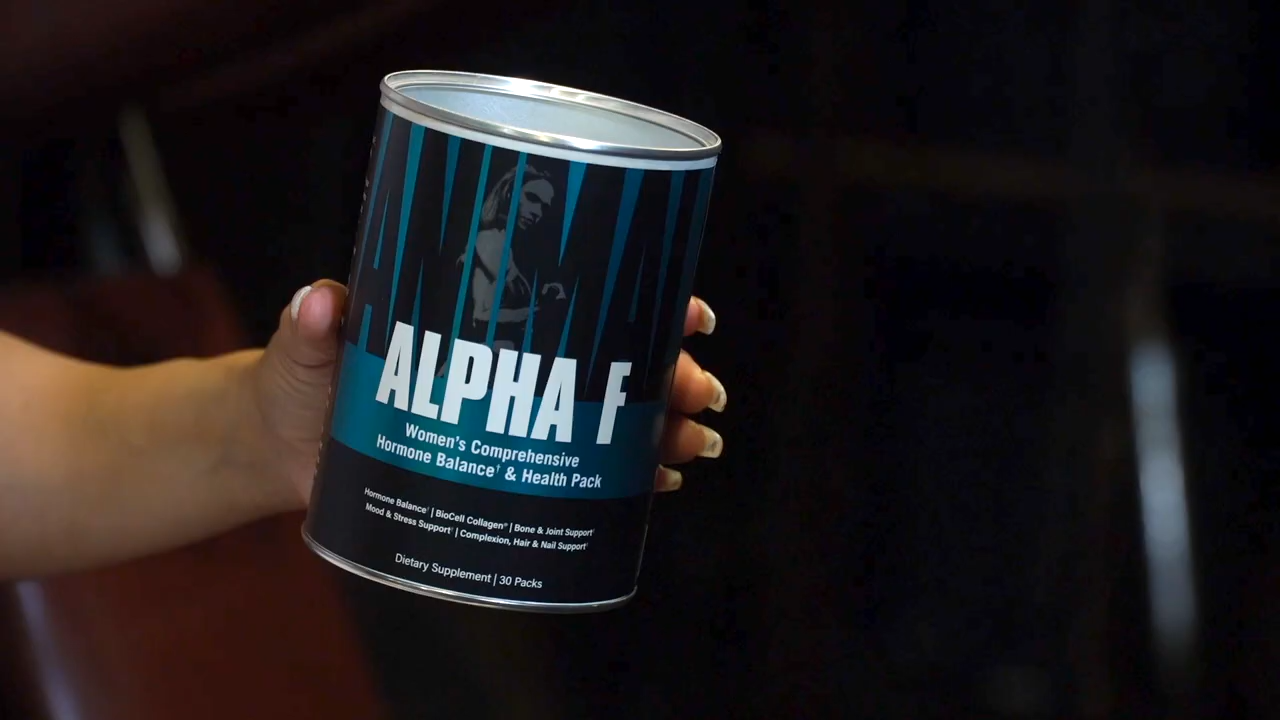 ANIMAL
ALPHA F
Women's Comprehensive
Hormone Balance† & Health Pack
Hormone Balance† | BioCell Collagen® | Bone & Joint Support†
Mood & Stress Support† | Complexion, Hair & Nail Support†
Dietary Supplement | 30 Packs